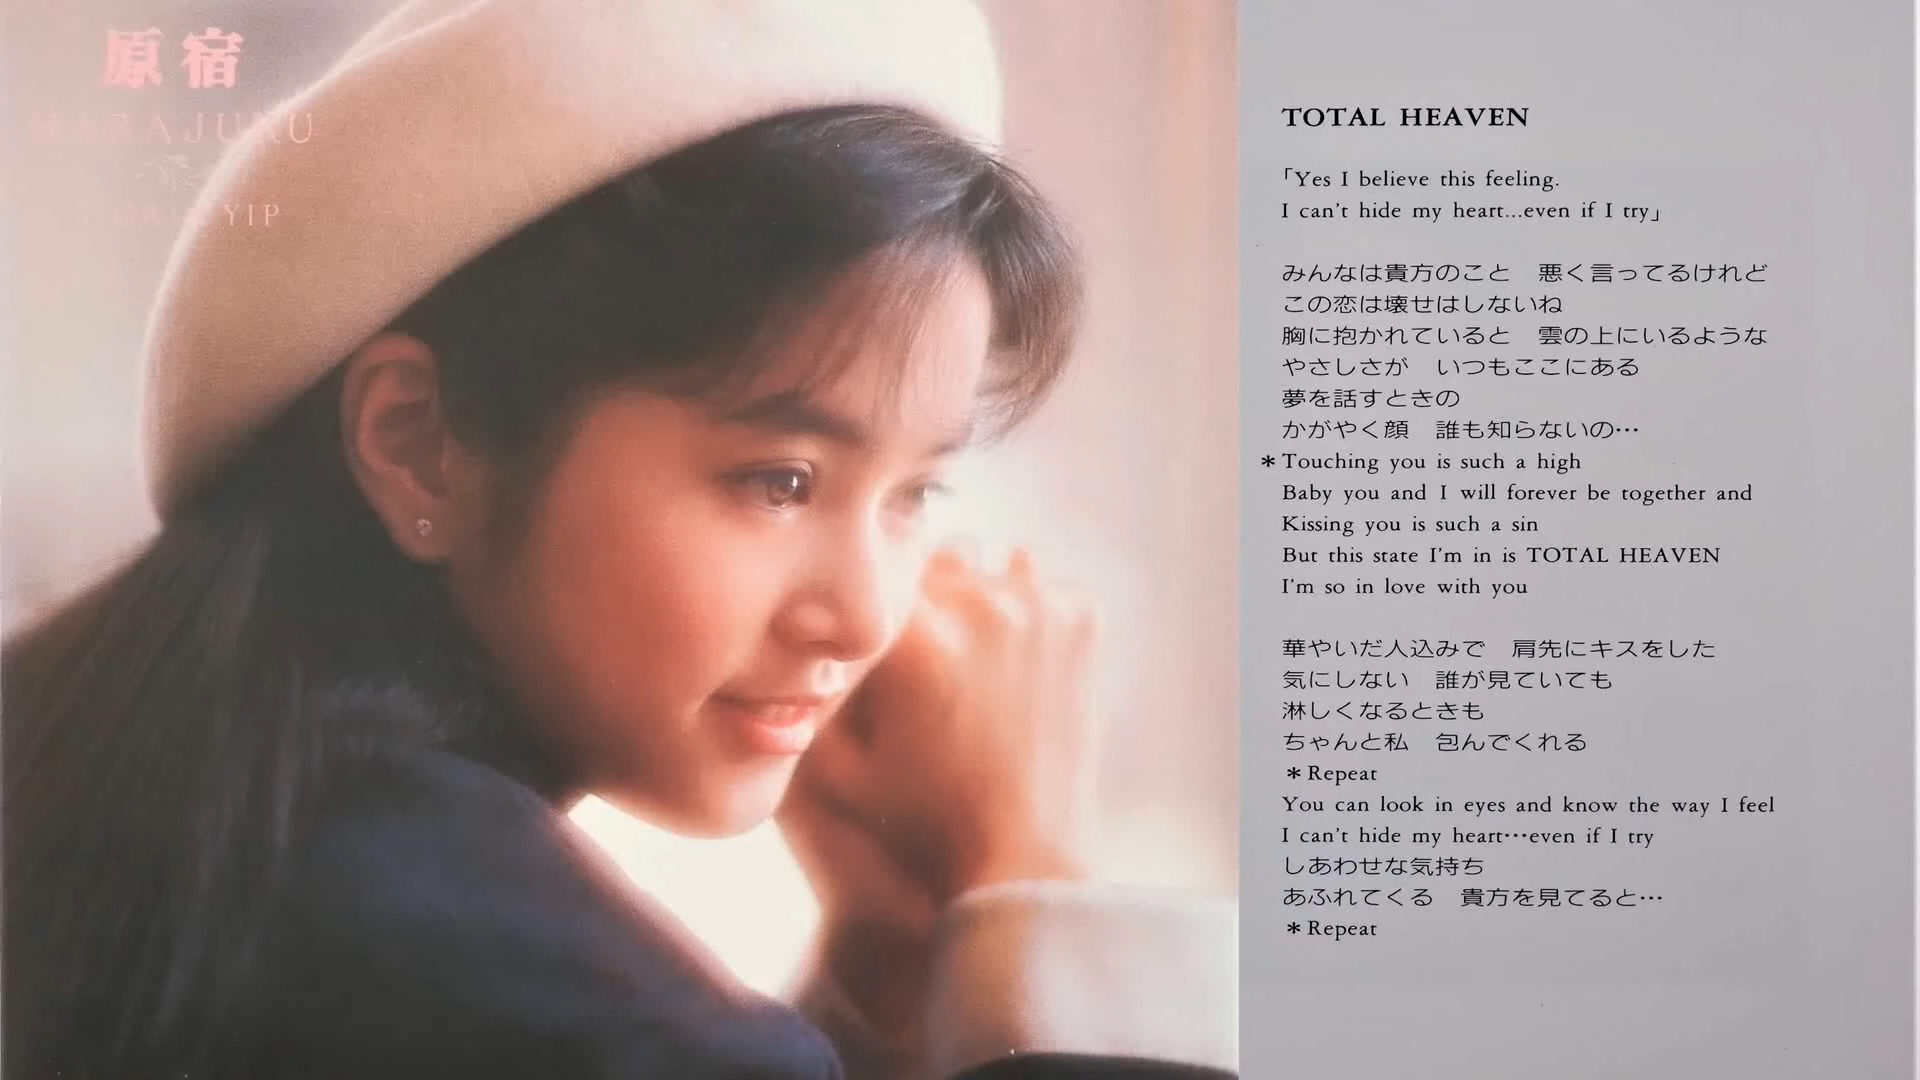 原宿
HARAJUKU
YIP
TOTAL HEAVEN
「Yes I believe this feeling.
I can't hide my heart...even if I try」
みんなは貴方のこと　悪く言ってるけれど
この恋は壊せはしないね
胸に抱かれていると　雲の上にいるような
やさしさが　いつもここにある
夢を話すときの
かがやく顔　誰も知らないの…
＊Touching you is such a high
Baby you and I will forever be together and
Kissing you is such a sin
But this state I'm in is TOTAL HEAVEN
I'm so in love with you
華やいだ人込みで　肩先にキスをした
気にしない　誰が見ていても
淋しくなるときも
ちゃんと私　包んでくれる
＊Repeat
You can look in eyes and know the way I feel
I can't hide my heart…even if I try
しあわせな気持ち
あふれてくる　貴方を見てると…
＊Repeat